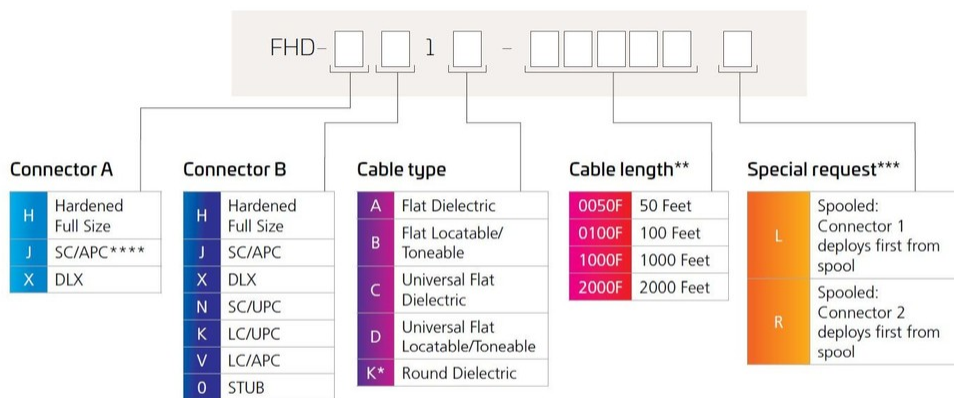 FHD- 1 -
Connector A
H Hardened
Full Size
J SC/APC****
X DLX
Connector B
H Hardened
Full Size
J SC/APC
X DLX
N SC/UPC
K LC/UPC
V LC/APC
0 STUB
Cable type
A Flat Dielectric
B Flat Locatable/
Toneable
C Universal Flat
Dielectric
D Universal Flat
Locatable/Toneable
K* Round Dielectric
Cable length**
0050F 50 Feet
0100F 100 Feet
1000F 1000 Feet
2000F 2000 Feet
Special request***
L Spooled:
Connector 1
deploys first from
spool
R Spooled:
Connector 2
deploys first from
spool